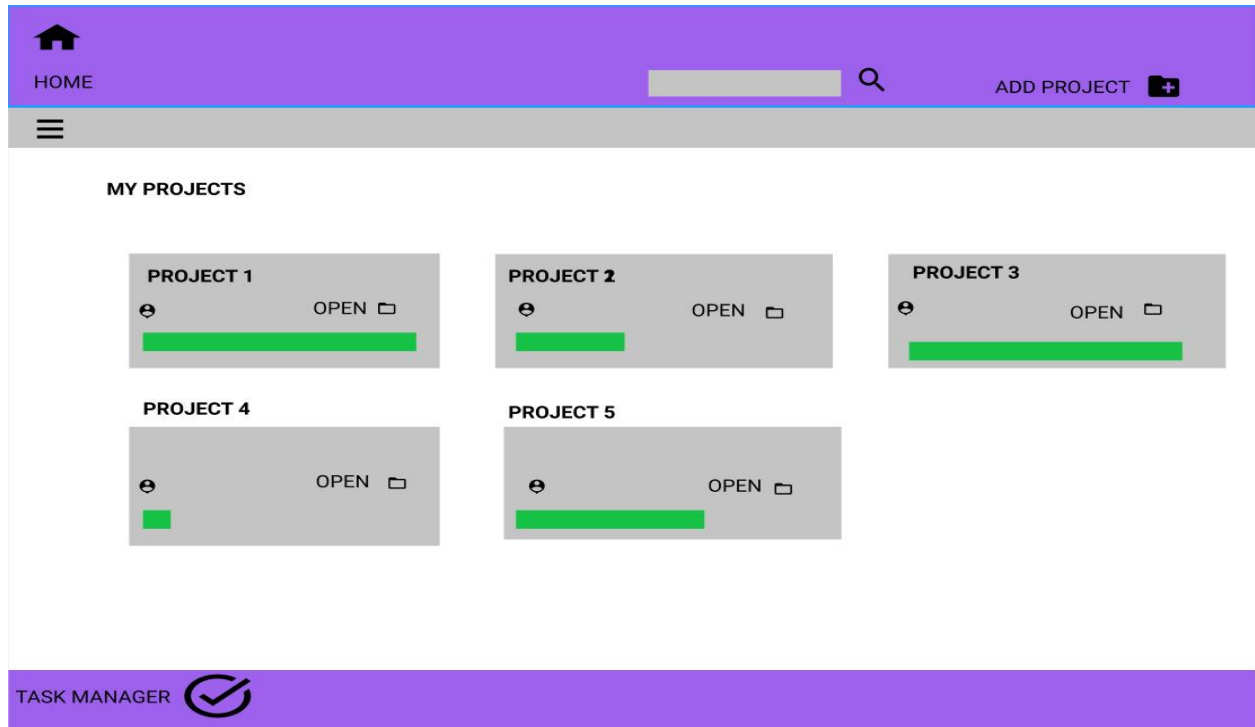 HOME
ADD PROJECT
MY PROJECTS
PROJECT 1
OPEN
PROJECT 2
OPEN
PROJECT 3
OPEN
PROJECT 4
OPEN
PROJECT 5
OPEN
TASK MANAGER